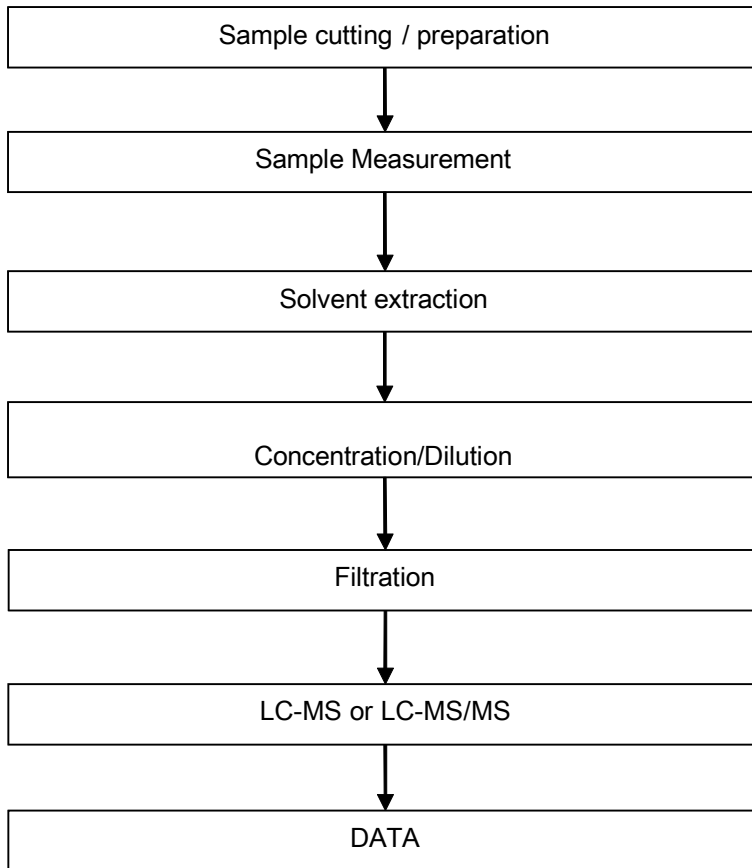 Sample cutting / preparation
Sample Measurement
Solvent extraction
Concentration/Dilution
Filtration
LC-MS or LC-MS/MS
DATA